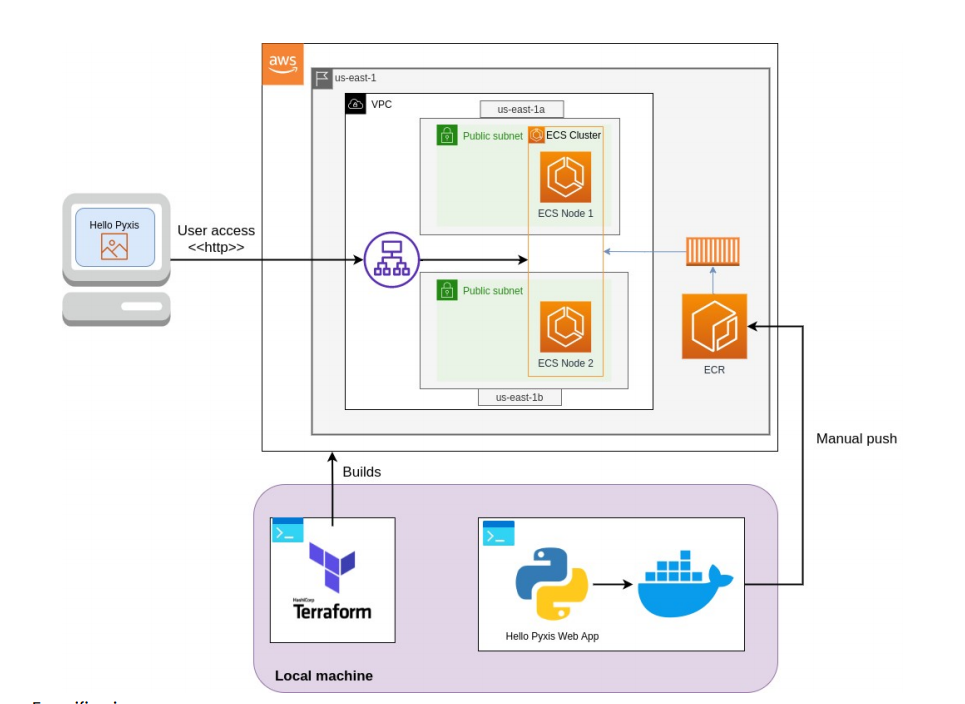 aws
us-east-1
VPC
us-east-1a
Public subnet
ECS Cluster
ECS Node 1
Hello Pyxis
User access
<<http>>
Public subnet
ECS Node 2
us-east-1b
ECR
Manual push
Builds
HashiCorp
Terraform
Hello Pyxis Web App
Local machine